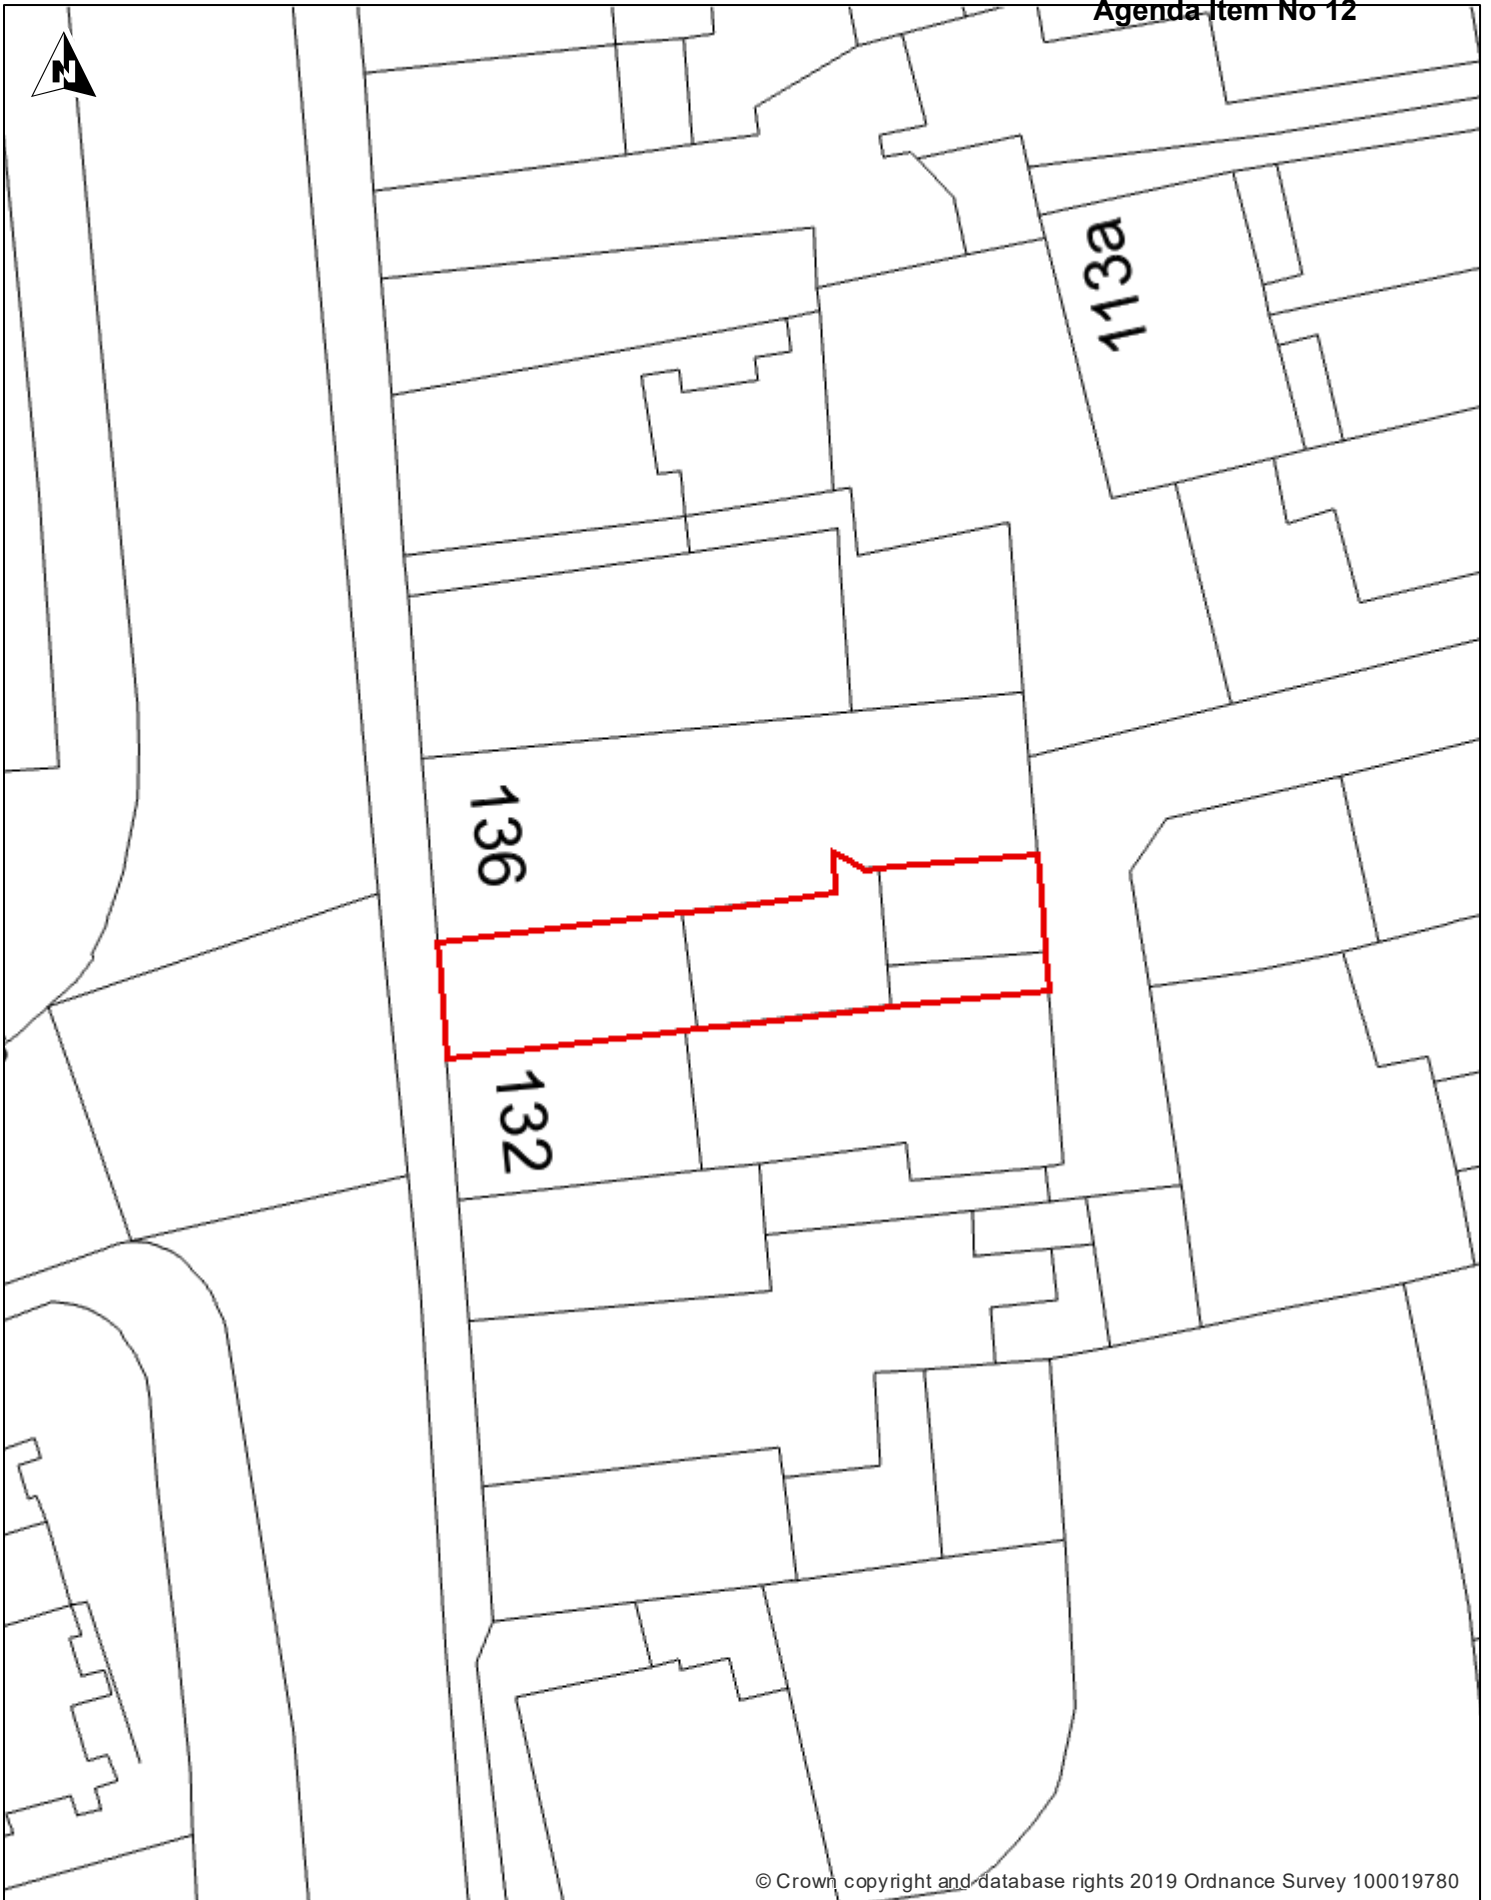 Agenda Item No 12
N
113a
136
132
© Crown copyright and database rights 2019 Ordnance Survey 100019780